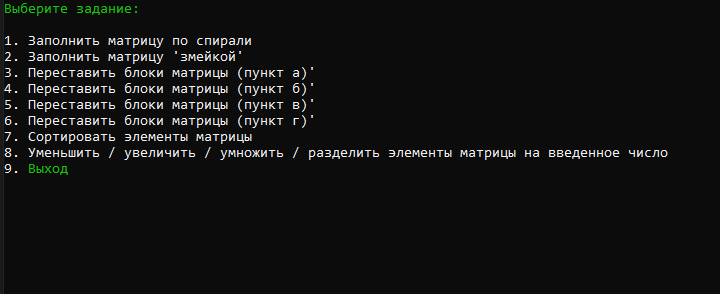 Выберите задание:
1. Заполнить матрицу по спирали
2. Заполнить матрицу 'змейкой'
3. Переставить блоки матрицы (пункт а)'
4. Переставить блоки матрицы (пункт б)'
5. Переставить блоки матрицы (пункт в)'
6. Переставить блоки матрицы (пункт г)'
7. Сортировать элементы матрицы
8. Уменьшить / увеличить / умножить / разделить элементы матрицы на введенное число
9. Выход